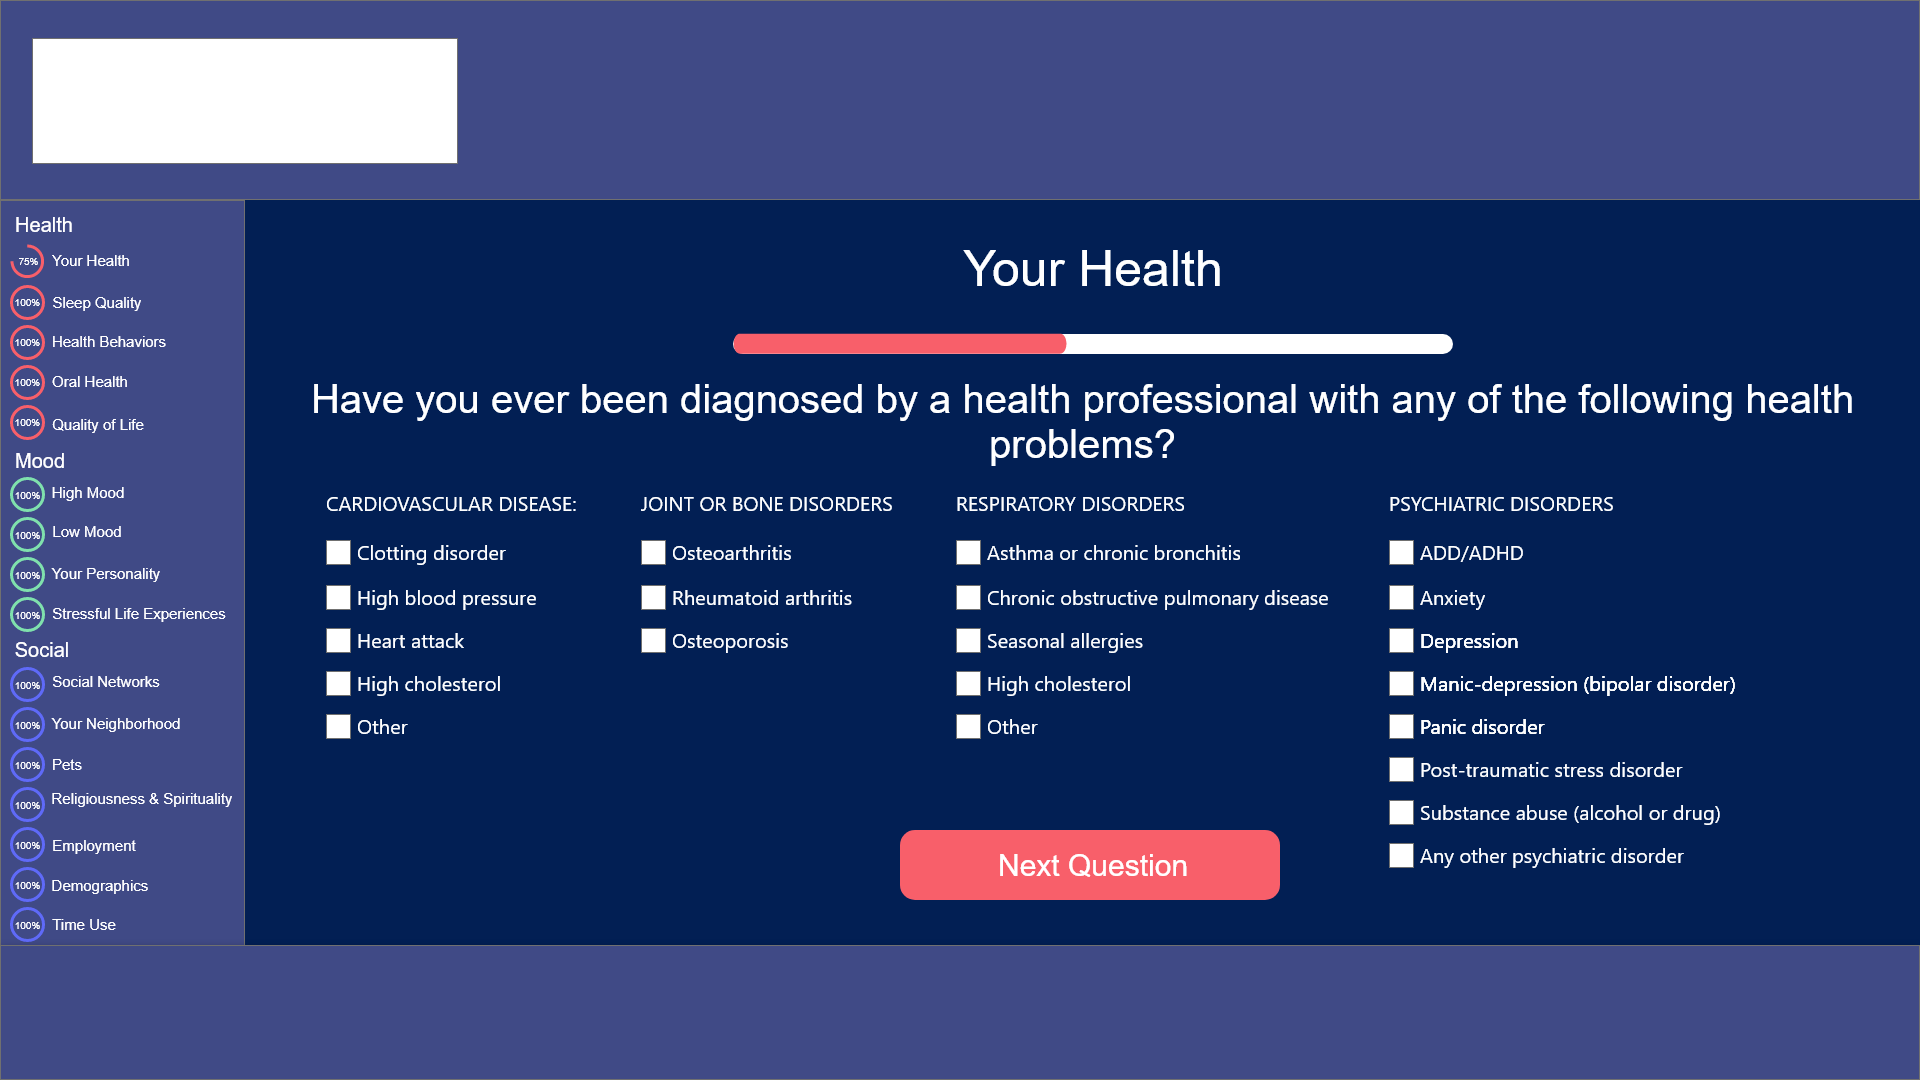 Health
75% Your Health
100% Sleep Quality
100% Health Behaviors
100% Oral Health
100% Quality of Life
Mood
100% High Mood
100% Low Mood
100% Your Personality
100% Stressful Life Experiences
Social
100% Social Networks
100% Your Neighborhood
100% Pets
100% Religiousness & Spirituality
100% Employment
100% Demographics
100% Time Use
Your Health
Have you ever been diagnosed by a health professional with any of the following health
problems?
CARDIOVASCULAR DISEASE:
Clotting disorder
High blood pressure
Heart attack
High cholesterol
Other
JOINT OR BONE DISORDERS
Osteoarthritis
Rheumatoid arthritis
Osteoporosis
RESPIRATORY DISORDERS
Asthma or chronic bronchitis
Chronic obstructive pulmonary disease
Seasonal allergies
High cholesterol
Other
PSYCHIATRIC DISORDERS
ADD/ADHD
Anxiety
Depression
Manic-depression (bipolar disorder)
Panic disorder
Post-traumatic stress disorder
Substance abuse (alcohol or drug)
Any other psychiatric disorder
Next Question